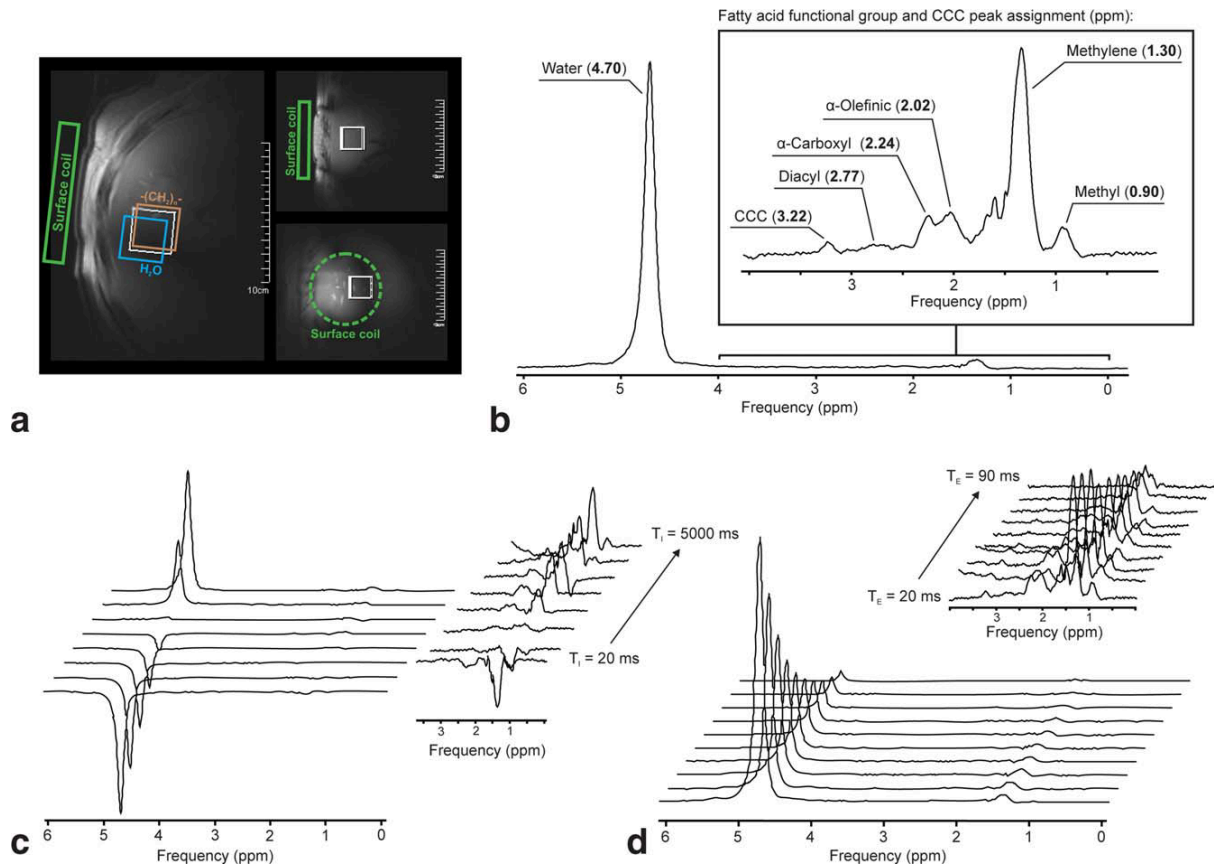 Surface coil
-(CH₂)ₙ-
H₂O
10cm
Surface coil
Surface coil
a
Fatty acid functional group and CCC peak assignment (ppm):
Water (4.70)
Methylene (1.30)
α-Olefinic (2.02)
α-Carboxyl (2.24)
Diacyl (2.77)
Methyl (0.90)
CCC (3.22)
3 2 1
Frequency (ppm)
6 5 4 3 2 1 0
Frequency (ppm)
b
T_I = 5000 ms
T_I = 20 ms
3 2 1
Frequency (ppm)
6 5 4 3 2 1 0
Frequency (ppm)
c
T_E = 90 ms
T_E = 20 ms
3 2 1
Frequency (ppm)
6 5 4 3 2 1 0
Frequency (ppm)
d